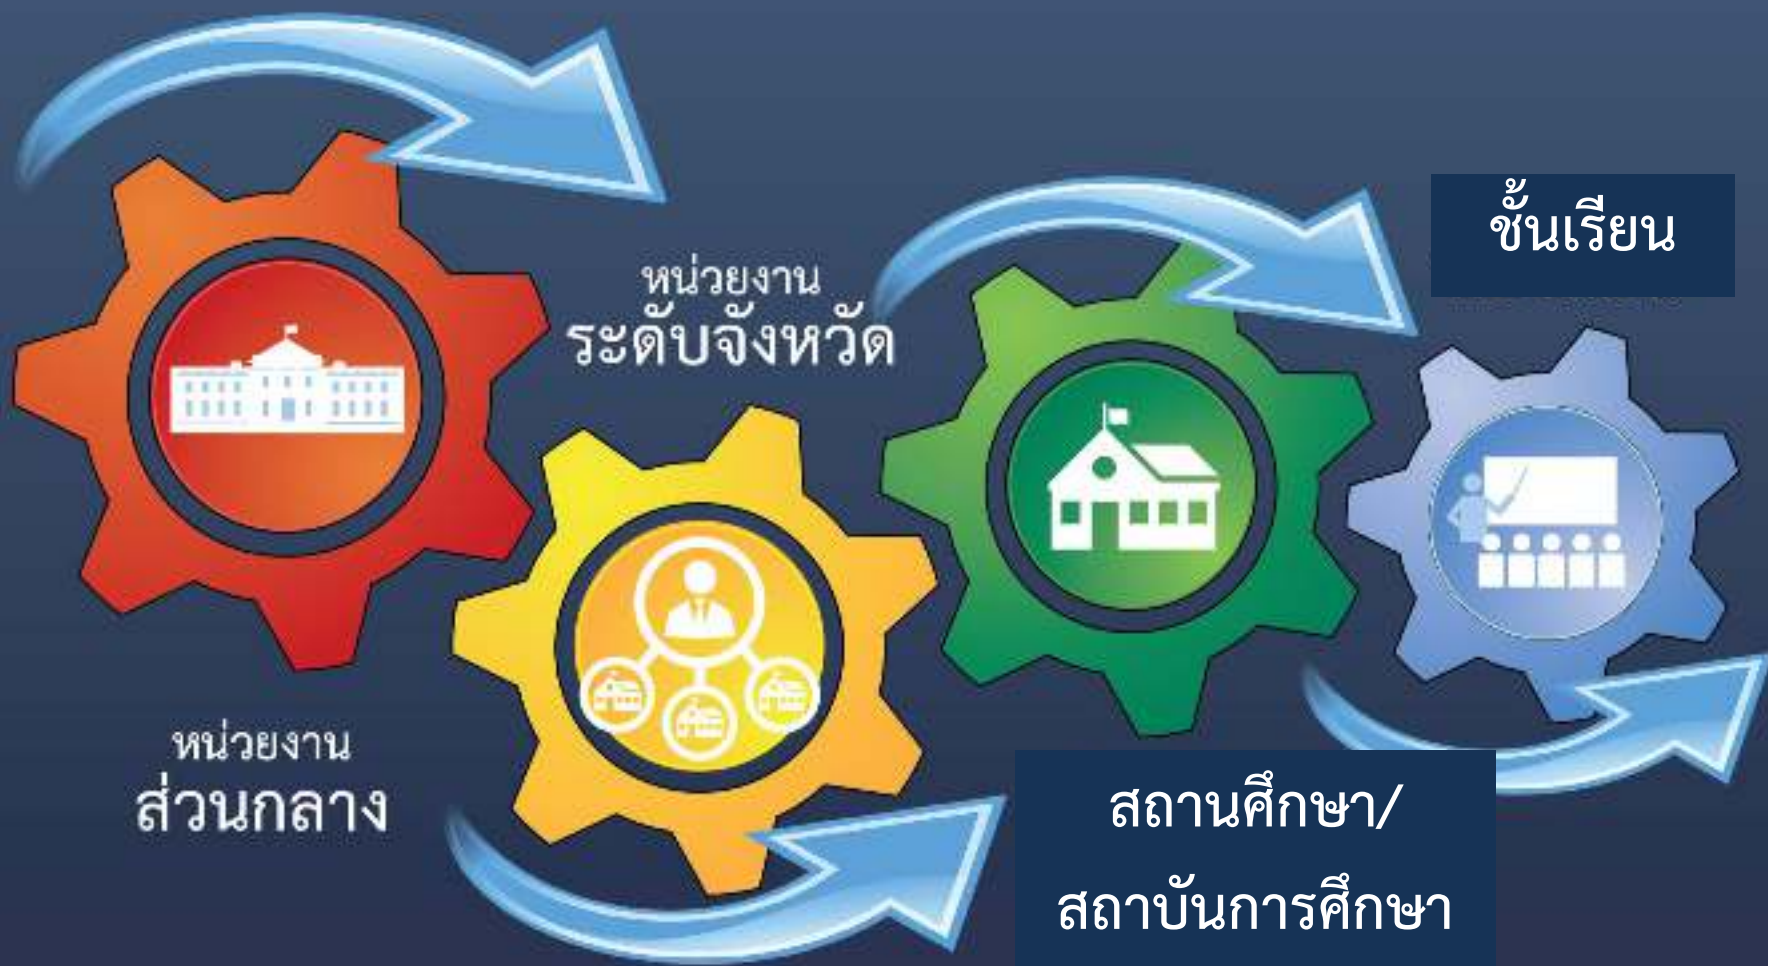 หน่วยงาน
ส่วนกลาง
หน่วยงาน
ระดับจังหวัด
สถานศึกษา/
สถาบันการศึกษา
ชั้นเรียน